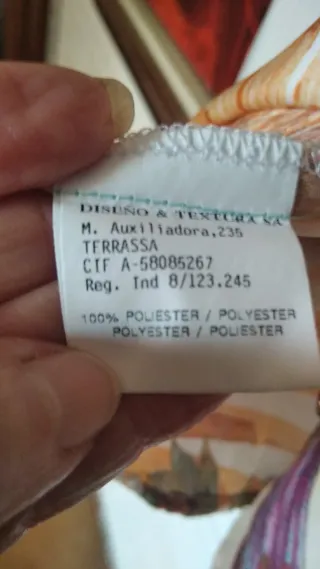 DISEÑO & TEXTURA SA
M. Auxiliadora,235
TERRASSA
CIF A-58085267
Reg. Ind 8/123.245
100% POLIESTER / POLYESTER
POLYESTER / POLIESTER